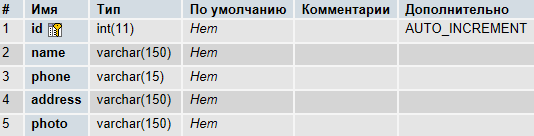 # Имя Тип По умолчанию Комментарии Дополнительно
1 id int(11) Нет AUTO_INCREMENT
2 name varchar(150) Нет
3 phone varchar(15) Нет
4 address varchar(150) Нет
5 photo varchar(150) Нет